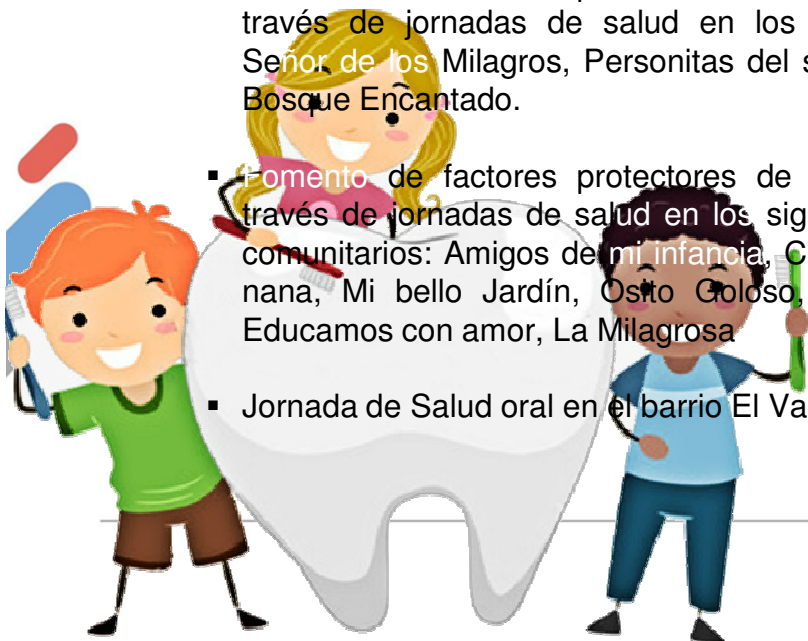 través de jornadas de salud en los
Señor de los Milagros, Personitas del
Bosque Encantado.
▪ Fomento de factores protectores de
través de jornadas de salud en los sig
comunitarios: Amigos de mi infancia, C
nana, Mi bello Jardín, Osito Goloso,
Educamos con amor, La Milagrosa
▪ Jornada de Salud oral en el barrio El Va